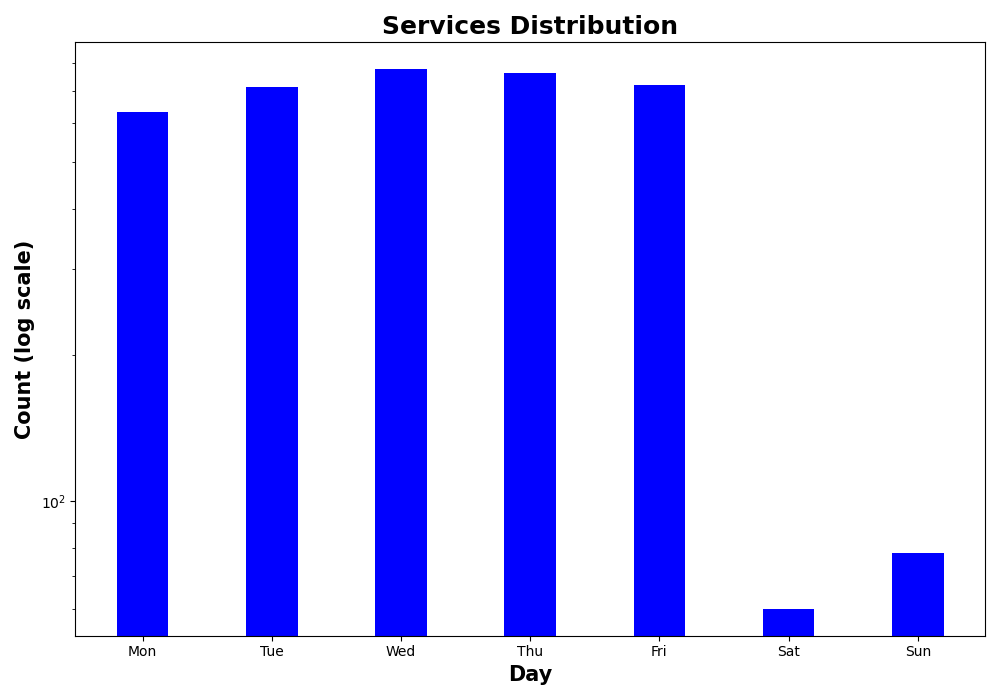 Services Distribution
Count (log scale)
10²
Mon Tue Wed Thu Fri Sat Sun
Day